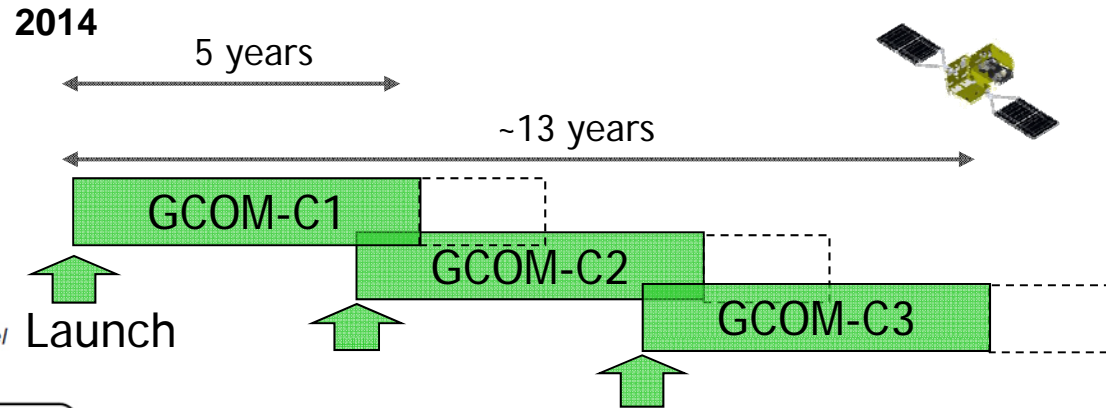 2014
5 years
~13 years
GCOM-C1
GCOM-C2
GCOM-C3
Launch